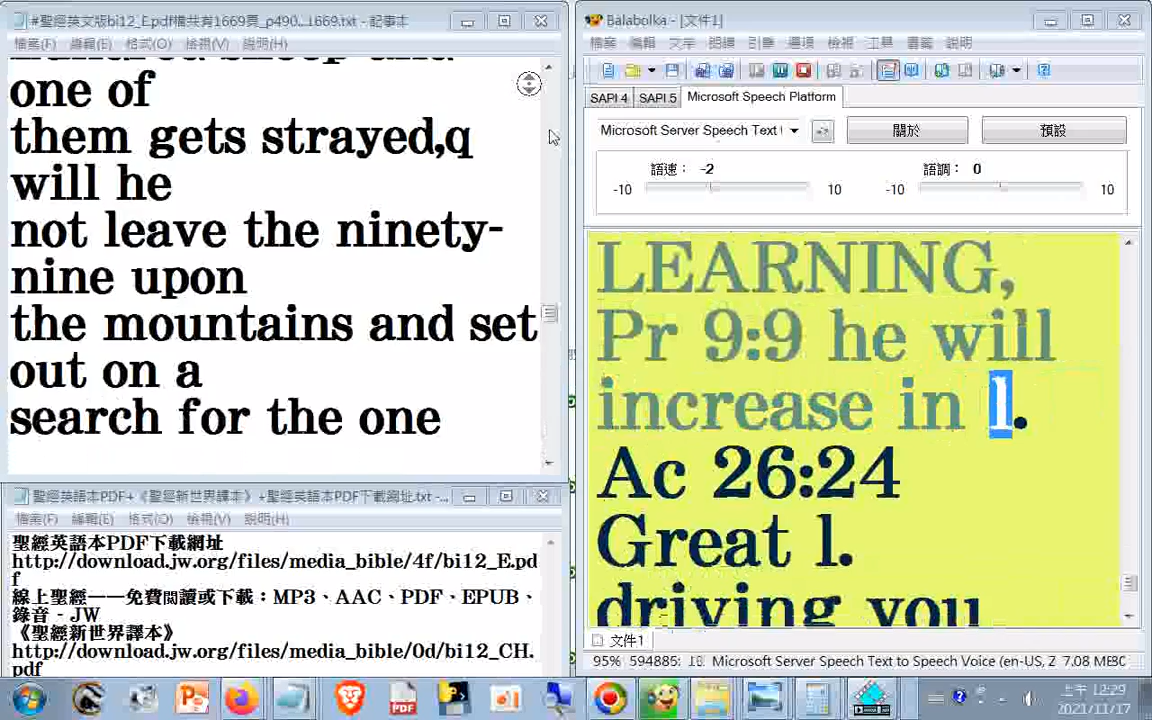 #聖經英文版bi12_E.pdf檔共有1669頁_p490...1669.txt - 記事本
檔案(F) 編輯(E) 格式(O) 檢視(V) 說明(H)
hundred sheep and
one of
them gets strayed,q
will he
not leave the ninety-
nine upon
the mountains and set
out on a
search for the one
聖經英語本PDF+《聖經新世界譯本》+聖經英語本PDF下載網址.txt - ...
檔案(F) 編輯(E) 格式(O) 檢視(V) 說明(H)
聖經英語本PDF下載網址
http://download.jw.org/files/media_bible/4f/bi12_E.pd
f
線上聖經——免費閱讀或下載：MP3、AAC、PDF、EPUB、
錄音 - JW
《聖經新世界譯本》
http://download.jw.org/files/media_bible/0d/bi12_CH.
pdf
Balabolka - [文件1]
檔案 編輯 文字 朗讀 引擎 選項 檢視 工具 書籤 說明
SAPI 4 SAPI 5 Microsoft Speech Platform
Microsoft Server Speech Text
關於 預設
語速： -2 語調： 0
-10 10 -10 10
LEARNING,
Pr 9:9 he will
increase in l.
Ac 26:24
Great l.
driving you
文件1
95% 594885: Microsoft Server Speech Text to Speech Voice (en-US, Z 7.08 MB
上午 12:29
2021/11/17